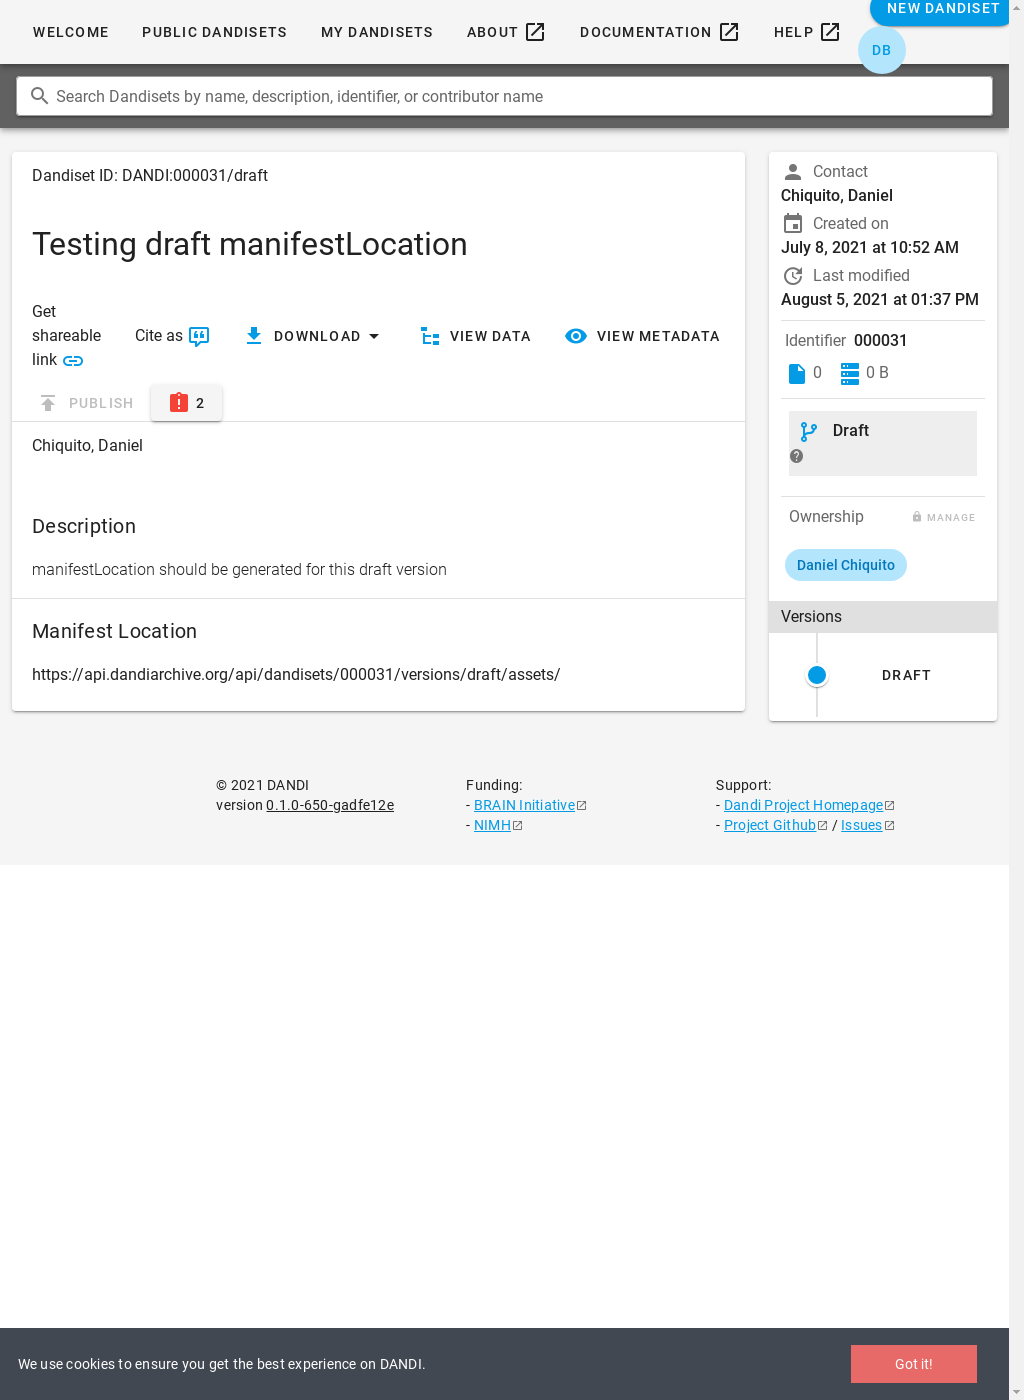 WELCOME
PUBLIC DANDISETS
MY DANDISETS
ABOUT
DOCUMENTATION
HELP
NEW DANDISET
DB
Search Dandisets by name, description, identifier, or contributor name
Dandiset ID: DANDI:000031/draft
Testing draft manifestLocation
Get
shareable
link
Cite as
DOWNLOAD
VIEW DATA
VIEW METADATA
PUBLISH
2
Chiquito, Daniel
Description
manifestLocation should be generated for this draft version
Manifest Location
https://api.dandiarchive.org/api/dandisets/000031/versions/draft/assets/
Contact
Chiquito, Daniel
Created on
July 8, 2021 at 10:52 AM
Last modified
August 5, 2021 at 01:37 PM
Identifier 000031
0
0 B
Draft
Ownership
MANAGE
Daniel Chiquito
Versions
DRAFT
© 2021 DANDI
version 0.1.0-650-gadfe12e
Funding:
- BRAIN Initiative
- NIMH
Support:
- Dandi Project Homepage
- Project Github / Issues
We use cookies to ensure you get the best experience on DANDI.
Got it!